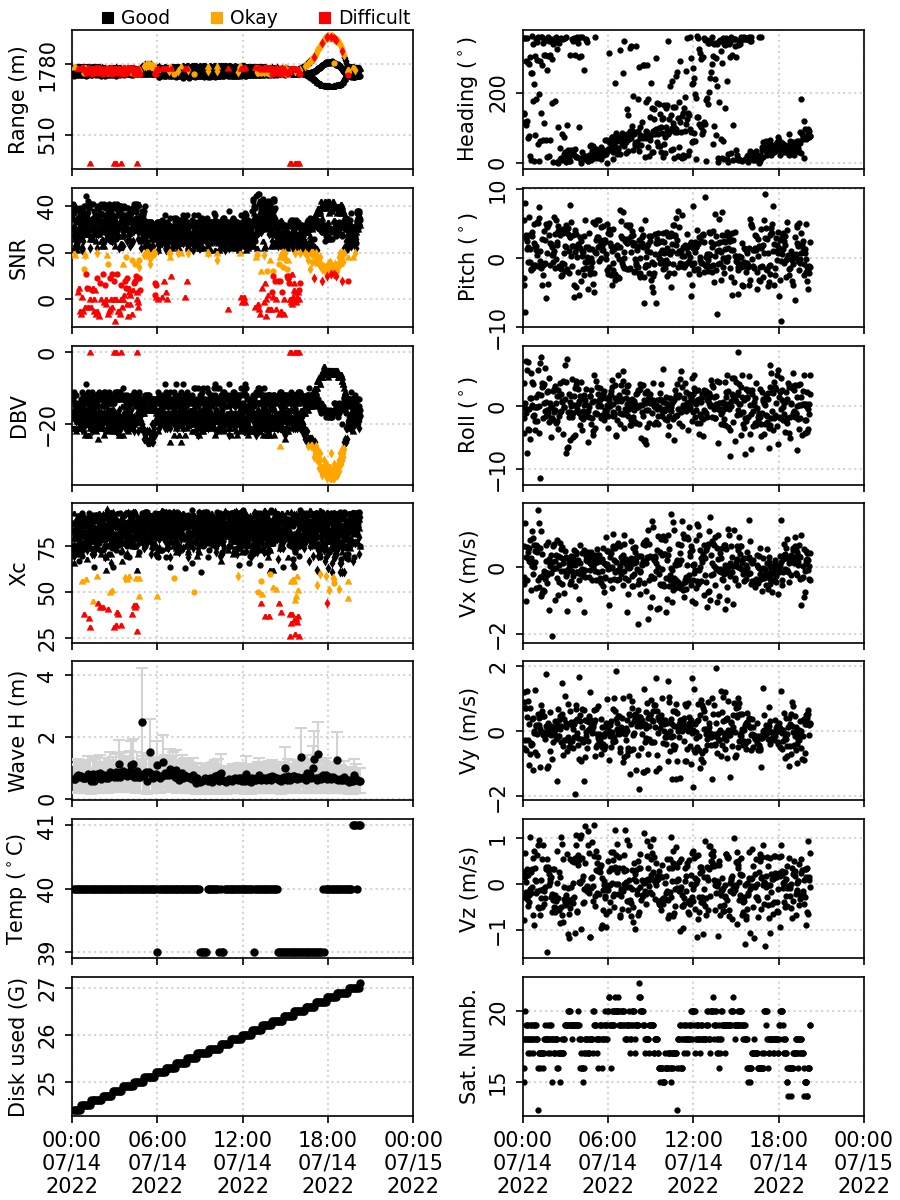 Good Okay Difficult
Range (m)
1780
510
Heading (°)
200
0
SNR
40
20
0
Pitch (°)
10
0
−10
DBV
0
−20
Roll (°)
0
−10
Xc
75
50
25
Vx (m/s)
0
−2
Wave H (m)
4
2
0
Vy (m/s)
2
0
−2
Temp (°C)
41
40
39
Vz (m/s)
1
0
−1
Disk used (G)
27
26
25
Sat. Numb.
20
15
00:00 06:00 12:00 18:00 00:00
07/14 07/14 07/14 07/14 07/15
2022 2022 2022 2022 2022
00:00 06:00 12:00 18:00 00:00
07/14 07/14 07/14 07/14 07/15
2022 2022 2022 2022 2022